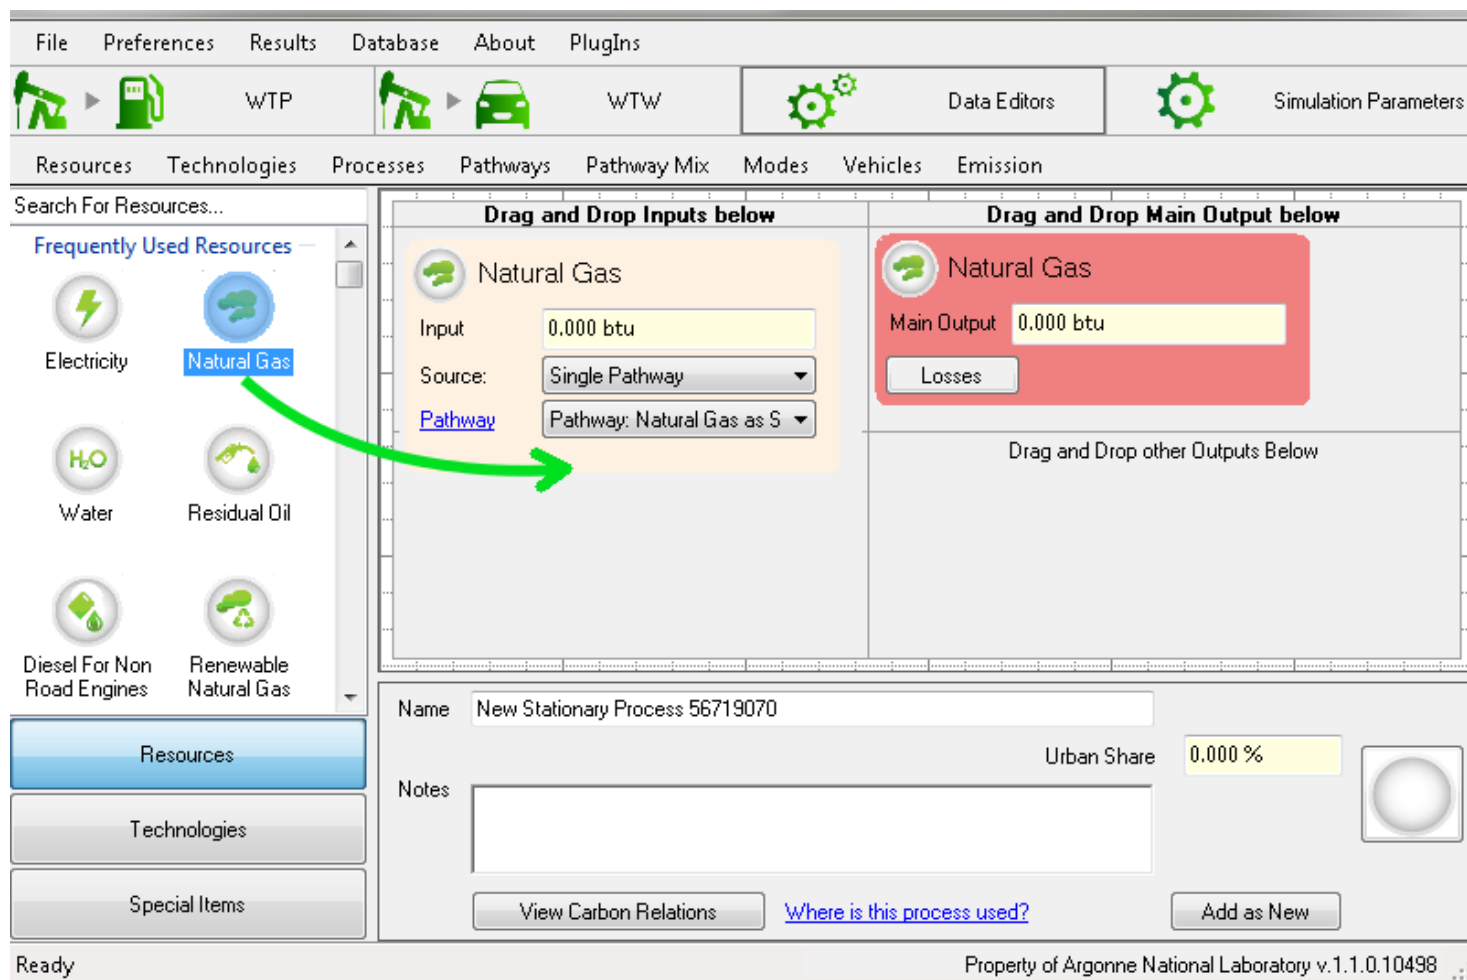 File Preferences Results Database About PlugIns
WTP WTW Data Editors Simulation Parameters
Resources Technologies Processes Pathways Pathway Mix Modes Vehicles Emission
Search For Resources...
Frequently Used Resources
Electricity Natural Gas
H₂O
Water Residual Oil
Diesel For Non Road Engines
Renewable Natural Gas
Resources
Technologies
Special Items
Drag and Drop Inputs below
Natural Gas
Input 0.000 btu
Source: Single Pathway
Pathway Pathway: Natural Gas as S
Drag and Drop Main Output below
Natural Gas
Main Output 0.000 btu
Losses
Drag and Drop other Outputs Below
Name New Stationary Process 56719070
Urban Share 0.000 %
Notes
View Carbon Relations Where is this process used? Add as New
Ready Property of Argonne National Laboratory v.1.1.0.10498